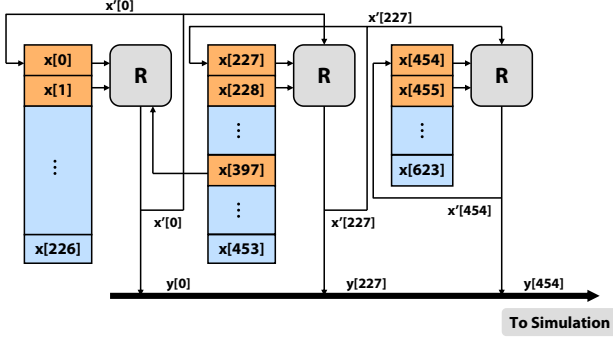 x'[0]
x'[227]
x[0]
x[1]
⋮
x[226]
R
x[227]
x[228]
⋮
x[397]
⋮
x[453]
R
x[454]
x[455]
⋮
x[623]
R
x'[0]
x'[227]
x'[454]
y[0]
y[227]
y[454]
To Simulation